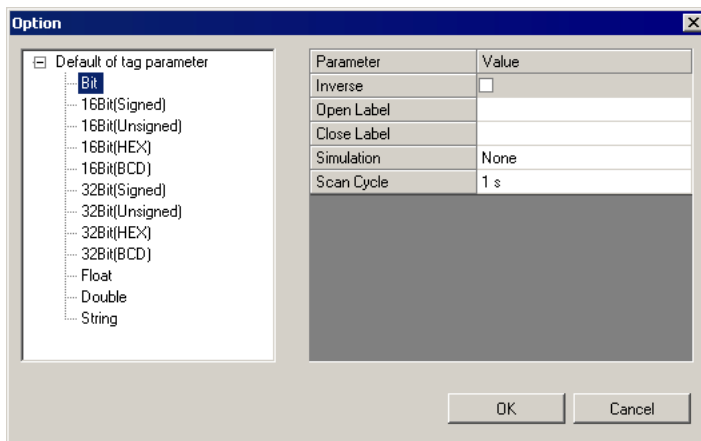 Option
Default of tag parameter
Bit
16Bit(Signed)
16Bit(Unsigned)
16Bit(HEX)
16Bit(BCD)
32Bit(Signed)
32Bit(Unsigned)
32Bit(HEX)
32Bit(BCD)
Float
Double
String
Parameter Value
Inverse
Open Label
Close Label
Simulation None
Scan Cycle 1 s
OK Cancel